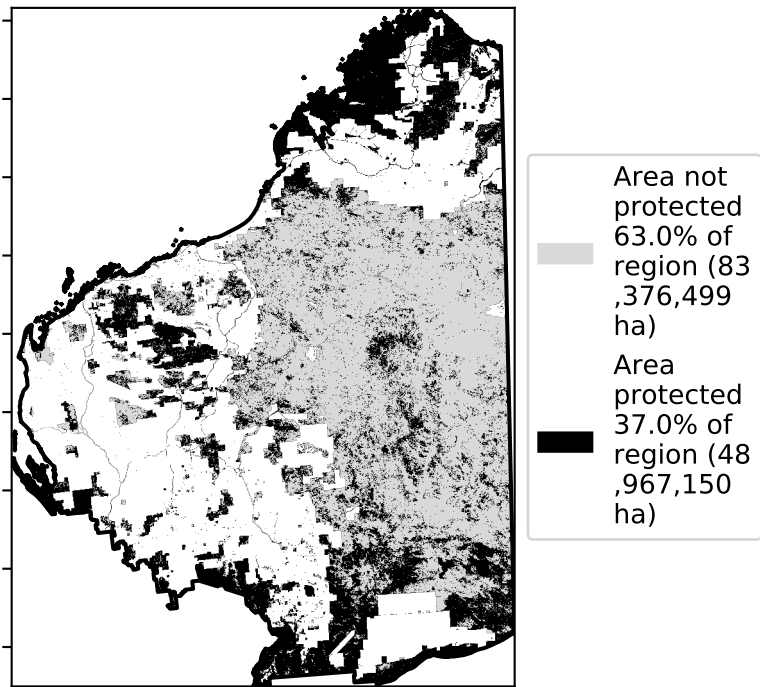 Area not
protected
63.0% of
region (83
,376,499
ha)
Area
protected
37.0% of
region (48
,967,150
ha)